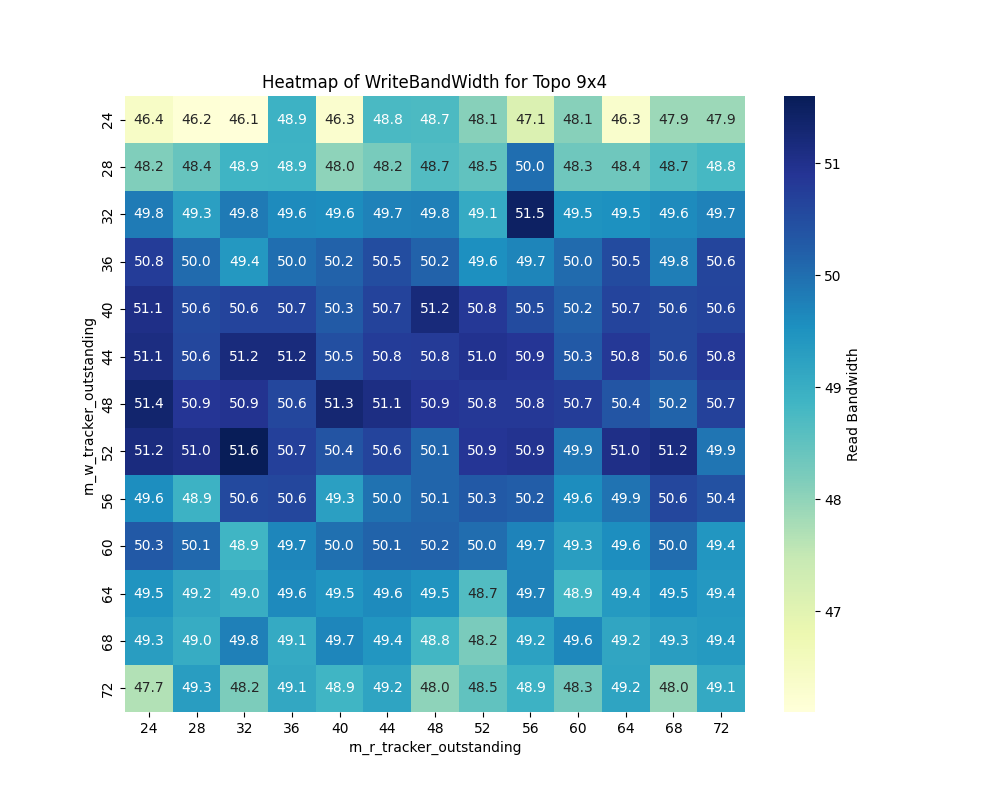 Heatmap of WriteBandWidth for Topo 9x4
24 46.4 46.2 46.1 48.9 46.3 48.8 48.7 48.1 47.1 48.1 46.3 47.9 47.9
28 48.2 48.4 48.9 48.9 48.0 48.2 48.7 48.5 50.0 48.3 48.4 48.7 48.8
32 49.8 49.3 49.8 49.6 49.6 49.7 49.8 49.1 51.5 49.5 49.5 49.6 49.7
36 50.8 50.0 49.4 50.0 50.2 50.5 50.2 49.6 49.7 50.0 50.5 49.8 50.6
40 51.1 50.6 50.6 50.7 50.3 50.7 51.2 50.8 50.5 50.2 50.7 50.6 50.6
44 51.1 50.6 51.2 51.2 50.5 50.8 50.8 51.0 50.9 50.3 50.8 50.6 50.8
48 51.4 50.9 50.9 50.6 51.3 51.1 50.9 50.8 50.8 50.7 50.4 50.2 50.7
52 51.2 51.0 51.6 50.7 50.4 50.6 50.1 50.9 50.9 49.9 51.0 51.2 49.9
56 49.6 48.9 50.6 50.6 49.3 50.0 50.1 50.3 50.2 49.6 49.9 50.6 50.4
60 50.3 50.1 48.9 49.7 50.0 50.1 50.2 50.0 49.7 49.3 49.6 50.0 49.4
64 49.5 49.2 49.0 49.6 49.5 49.6 49.5 48.7 49.7 48.9 49.4 49.5 49.4
68 49.3 49.0 49.8 49.1 49.7 49.4 48.8 48.2 49.2 49.6 49.2 49.3 49.4
72 47.7 49.3 48.2 49.1 48.9 49.2 48.0 48.5 48.9 48.3 49.2 48.0 49.1
24 28 32 36 40 44 48 52 56 60 64 68 72
rn_r_tracker_outstanding
rn_w_tracker_outstanding
51
50
49
48
47
Read Bandwidth